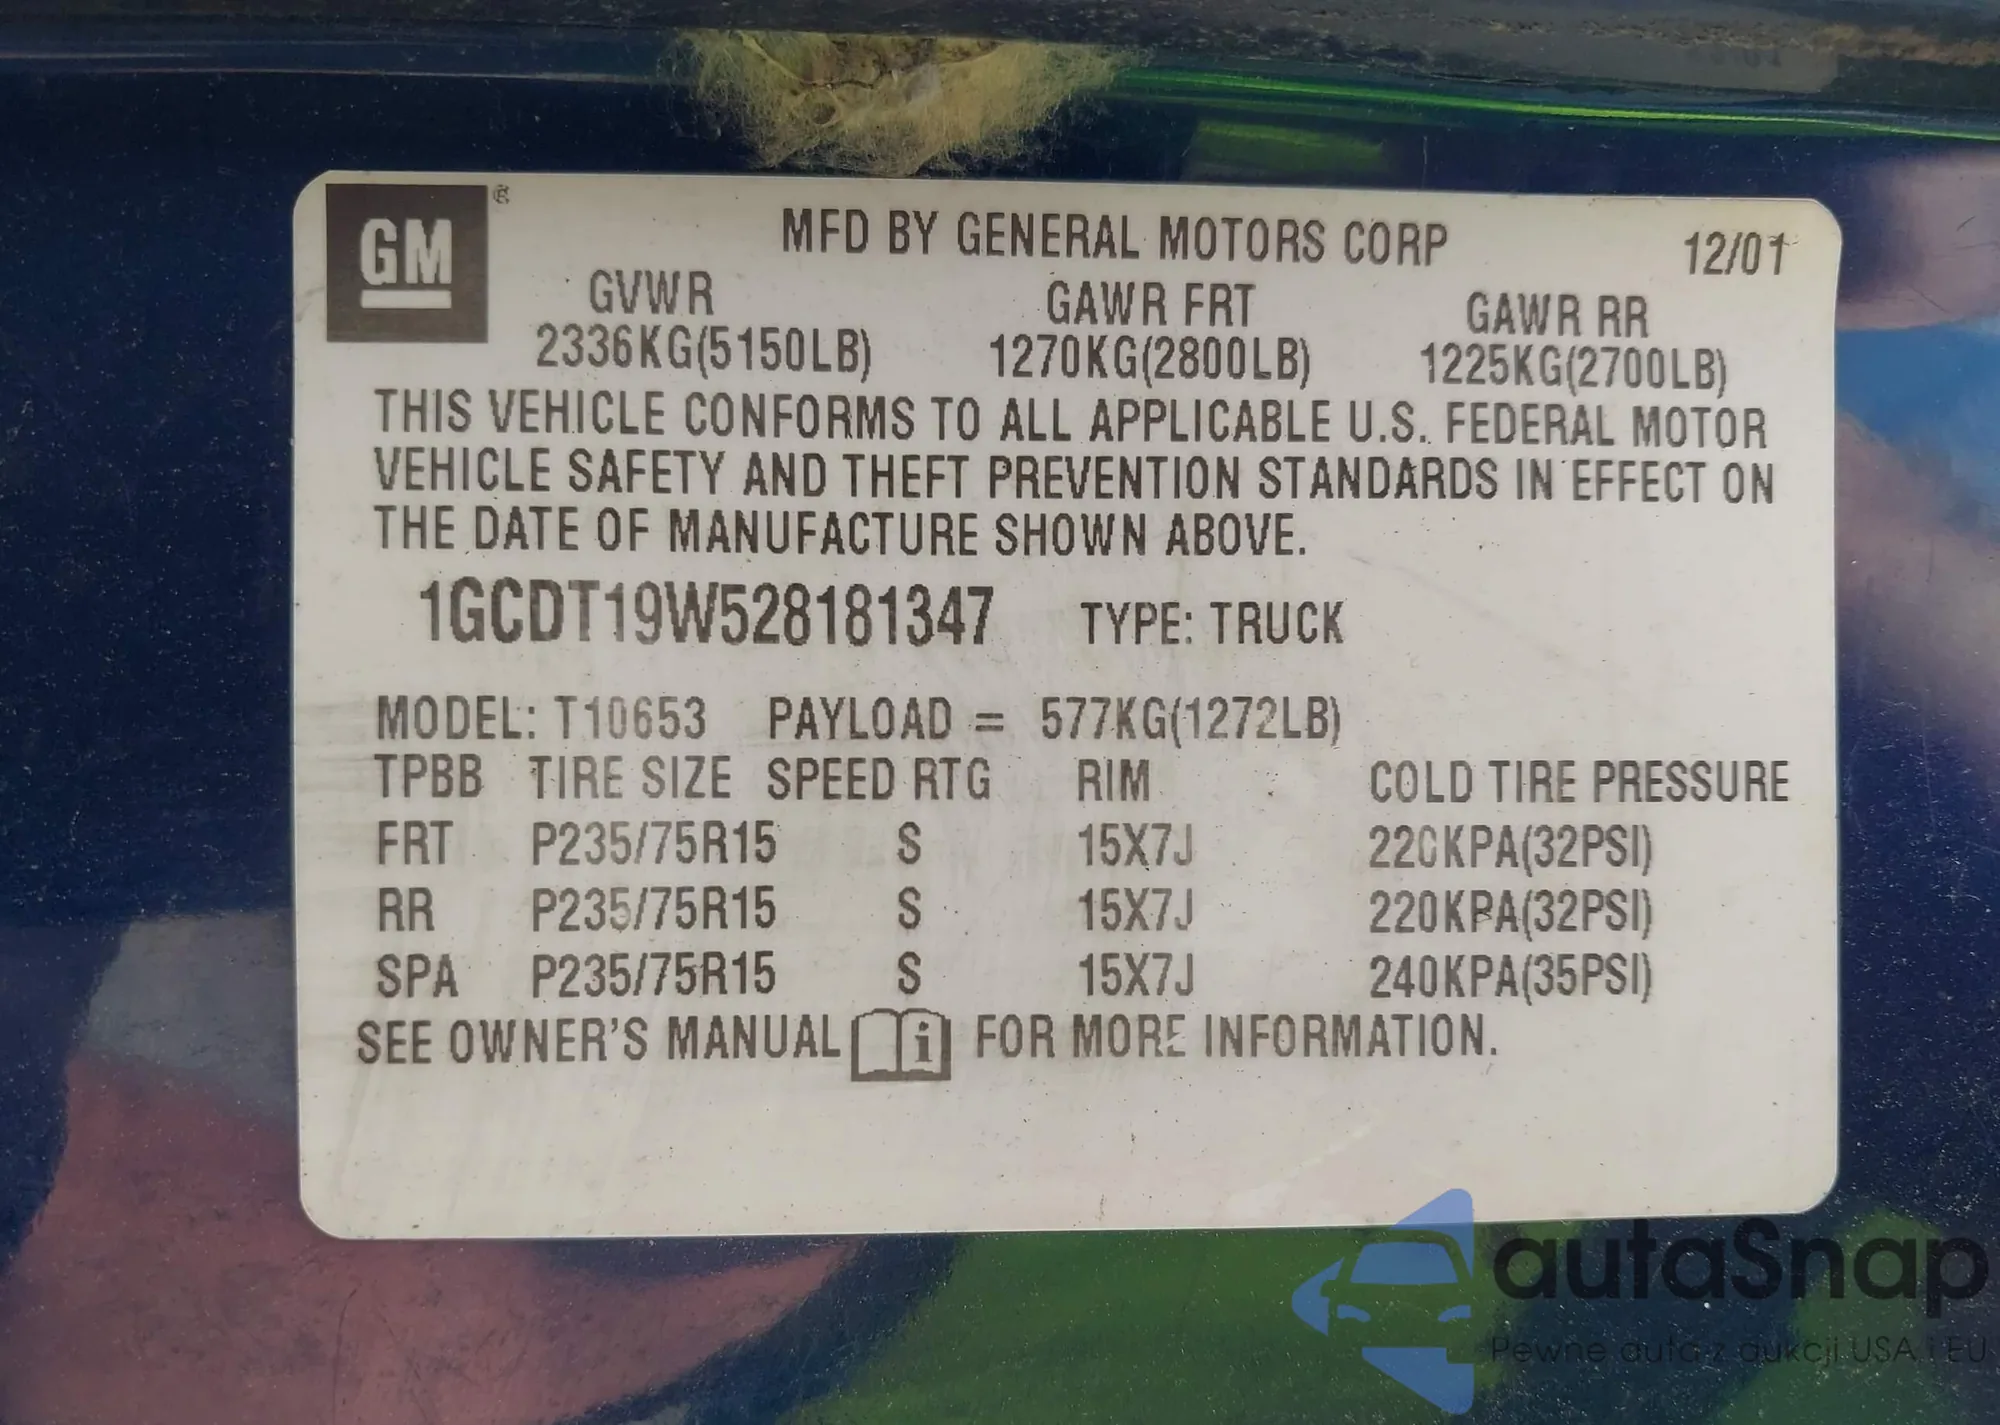 GM ®
MFD BY GENERAL MOTORS CORP 12/01
GVWR GAWR FRT GAWR RR
2336KG(5150LB) 1270KG(2800LB) 1225KG(2700LB)
THIS VEHICLE CONFORMS TO ALL APPLICABLE U.S. FEDERAL MOTOR
VEHICLE SAFETY AND THEFT PREVENTION STANDARDS IN EFFECT ON
THE DATE OF MANUFACTURE SHOWN ABOVE.
1GCDT19W528181347 TYPE: TRUCK
MODEL: T10653 PAYLOAD = 577KG(1272LB)
TPBB TIRE SIZE SPEED RTG RIM COLD TIRE PRESSURE
FRT P235/75R15 S 15X7J 220KPA(32PSI)
RR P235/75R15 S 15X7J 220KPA(32PSI)
SPA P235/75R15 S 15X7J 240KPA(35PSI)
SEE OWNER'S MANUAL i FOR MORE INFORMATION.
autaSnap
Pewne auta z aukcji USA i EU